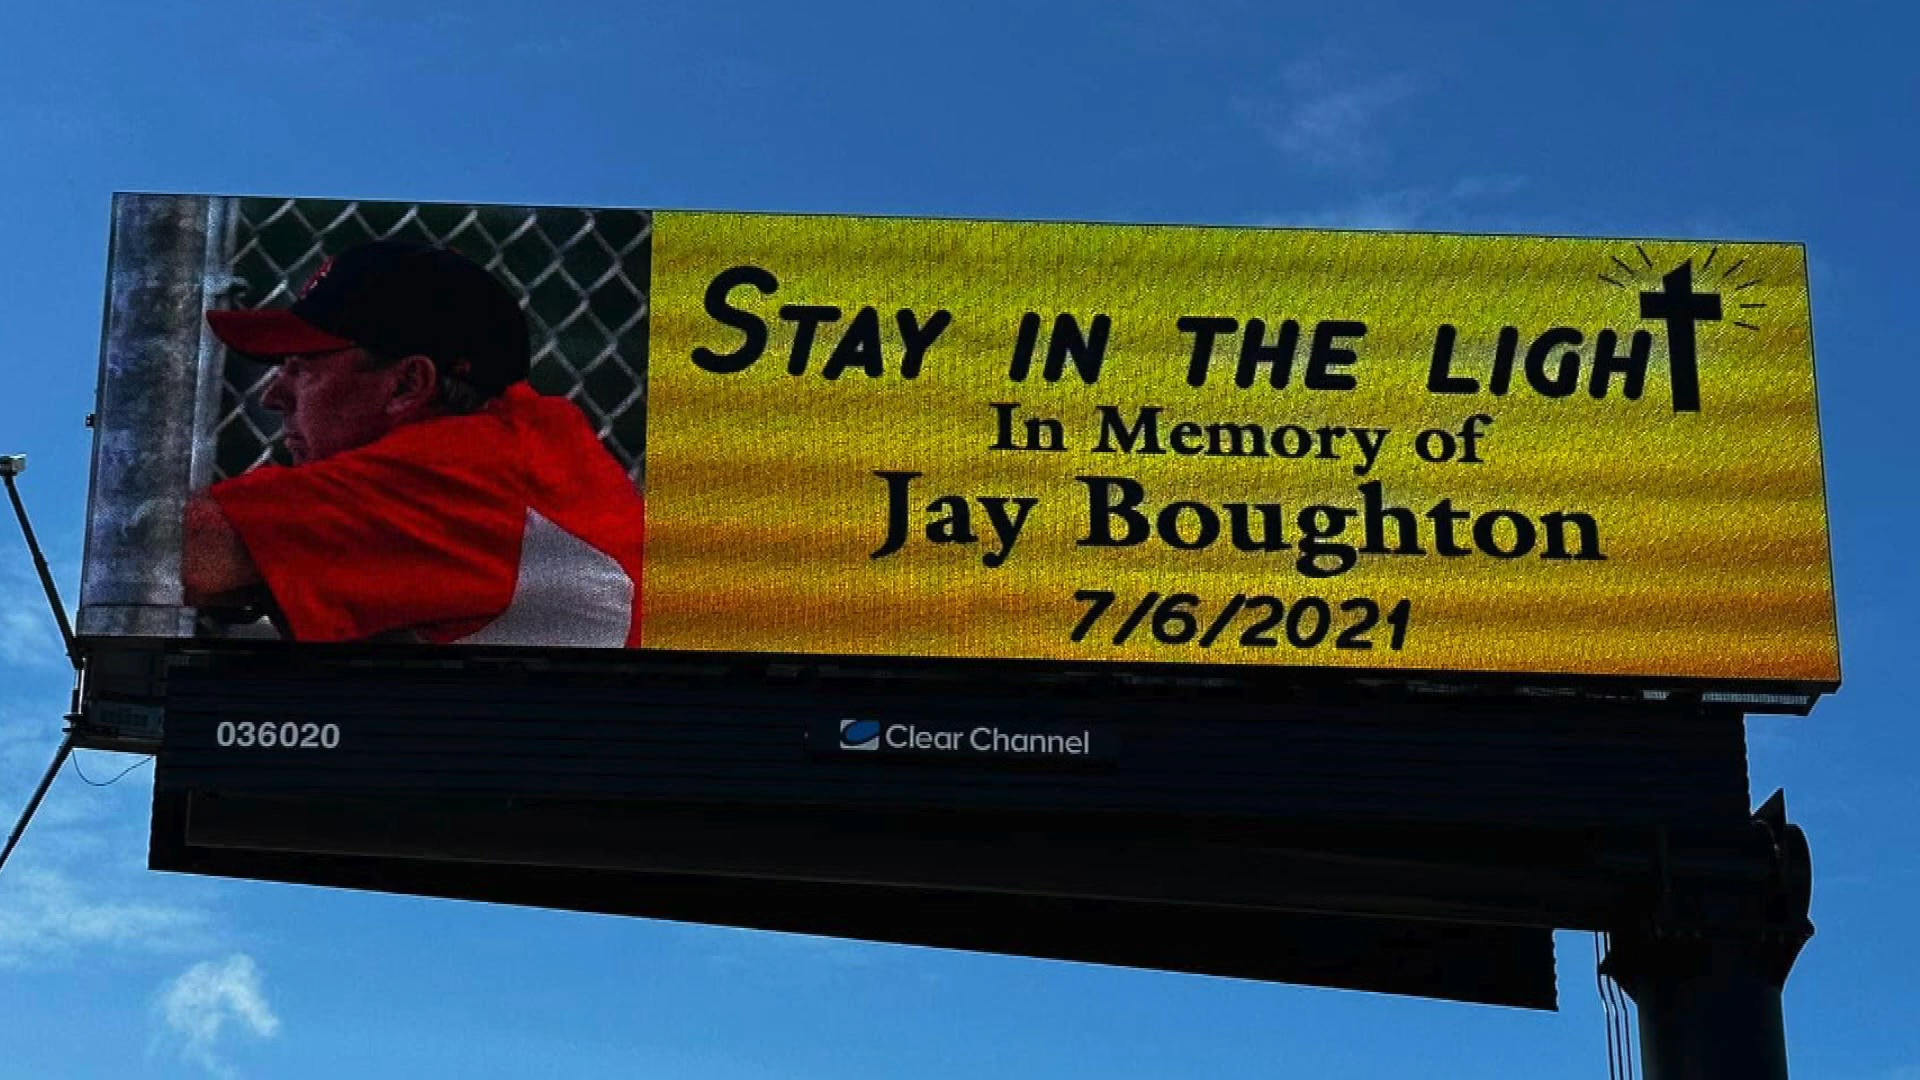 STAY IN THE LIGHT
In Memory of
Jay Boughton
7/6/2021
036020
Clear Channel